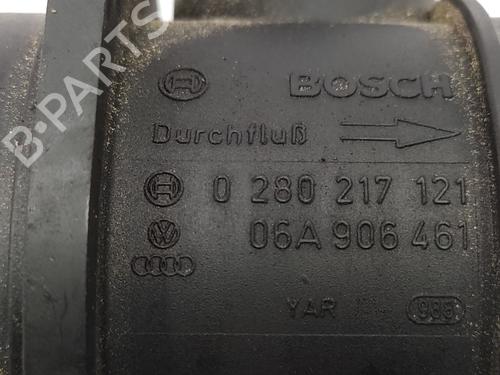 BOSCH
Durchfluß
0 280 217 121
06A 906 461
YAR
B-PARTS